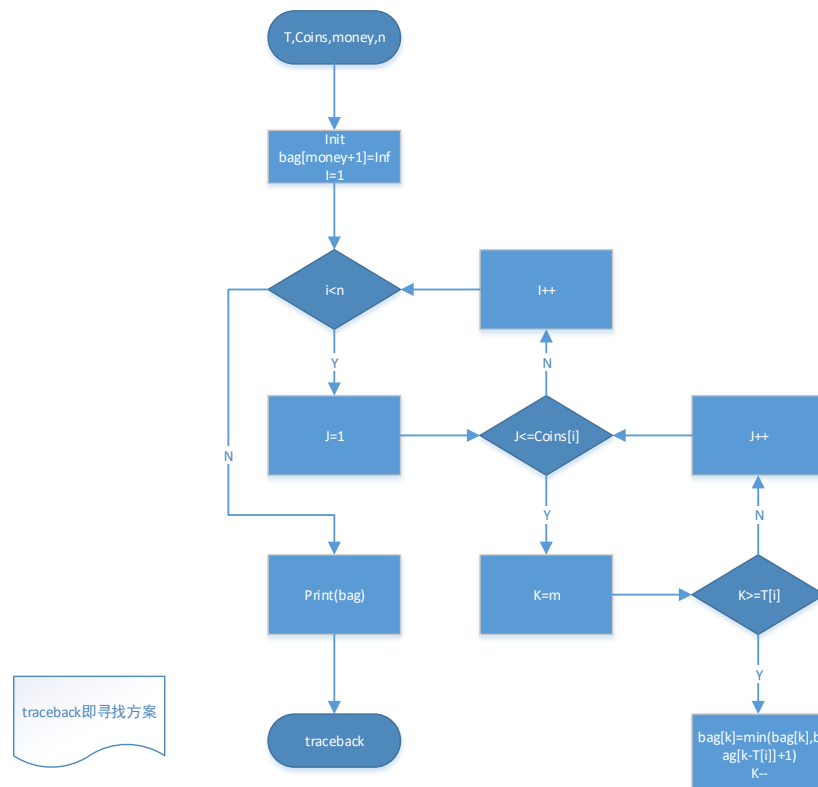 T,Coins,money,n
Init
bag[money+1]=Inf
I=1
i<n
I++
Y
N
J=1
J<=Coins[i]
J++
N
Y
N
Print(bag)
K=m
K>=T[i]
Y
traceback即寻找方案
traceback
bag[k]=min(bag[k],b
ag[k-T[i]]+1)
K--